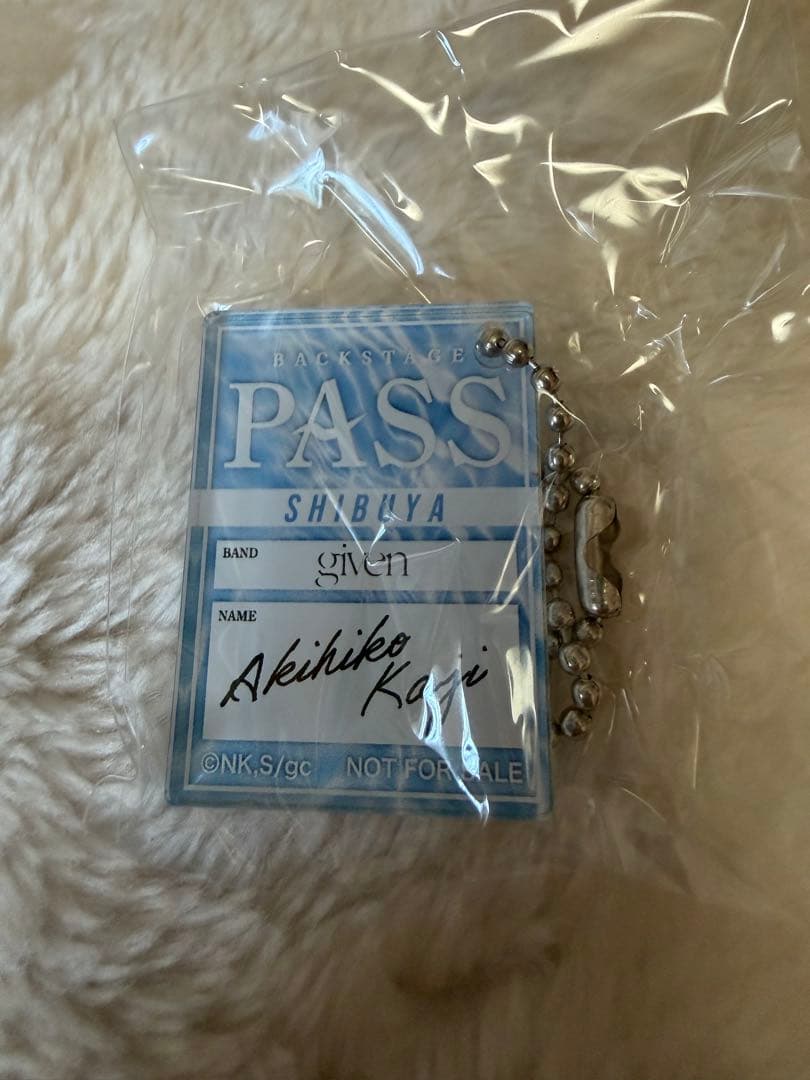 BACKSTAGE
PASS
SHIBUYA
BAND given
NAME
Akihiko
Kaji
©NK,S/gc NOT FOR SALE